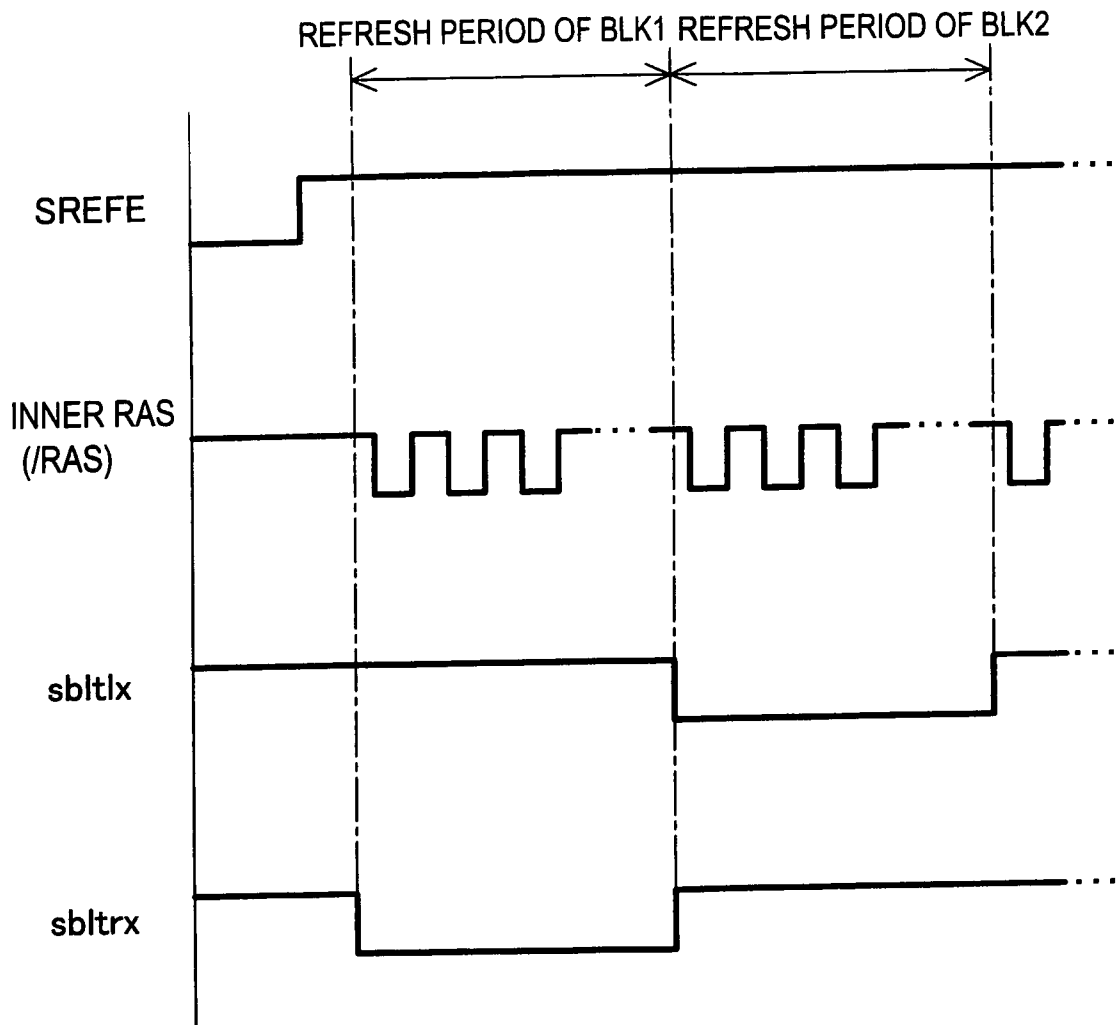 REFRESH PERIOD OF BLK1 REFRESH PERIOD OF BLK2
SREFE
INNER RAS
(/RAS)
sbltlx
sbltrx